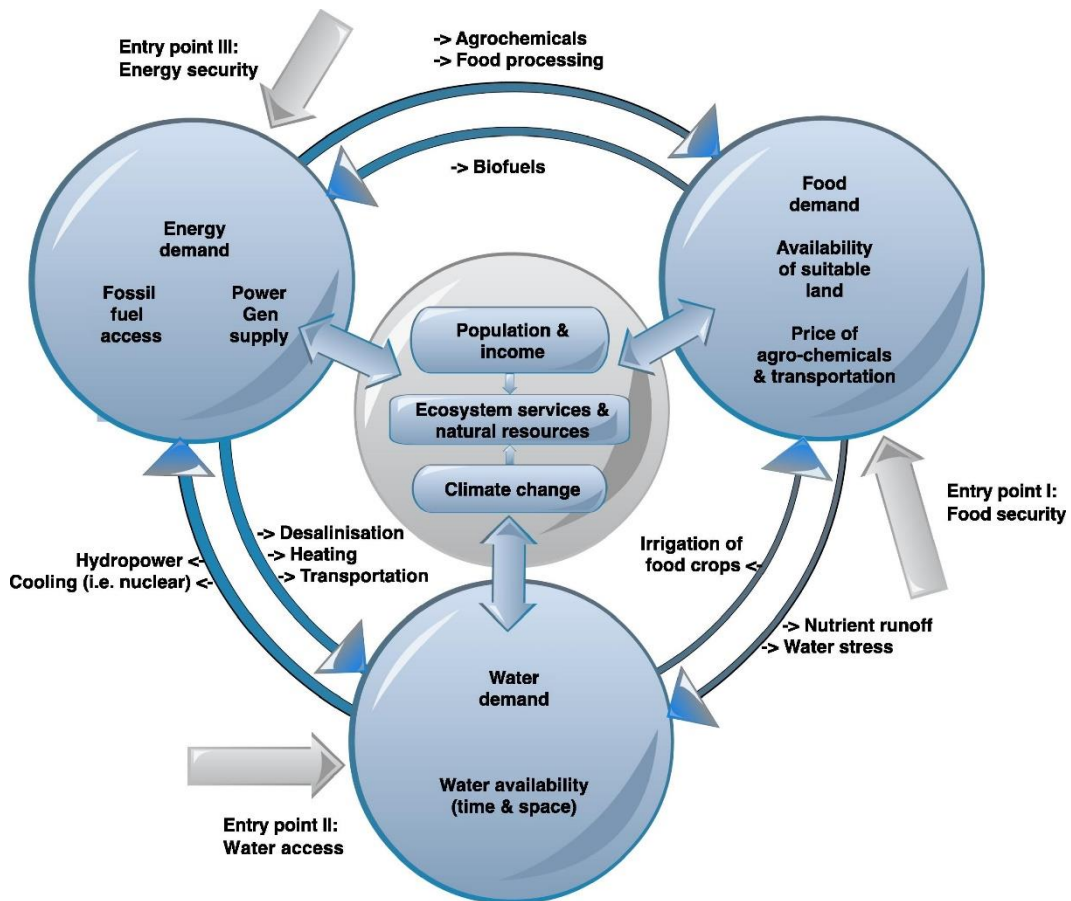 Entry point III:
Energy security
-> Agrochemicals
-> Food processing
-> Biofuels
Energy
demand
Fossil
fuel
access
Power
Gen
supply
Food
demand
Availability
of suitable
land
Price of
agro-chemicals
& transportation
Population &
income
Ecosystem services &
natural resources
Climate change
Entry point I:
Food security
-> Desalinisation
-> Heating
-> Transportation
Hydropower <-
Cooling (i.e. nuclear) <-
Irrigation of
food crops <-
-> Nutrient runoff
-> Water stress
Water
demand
Water availability
(time & space)
Entry point II:
Water access